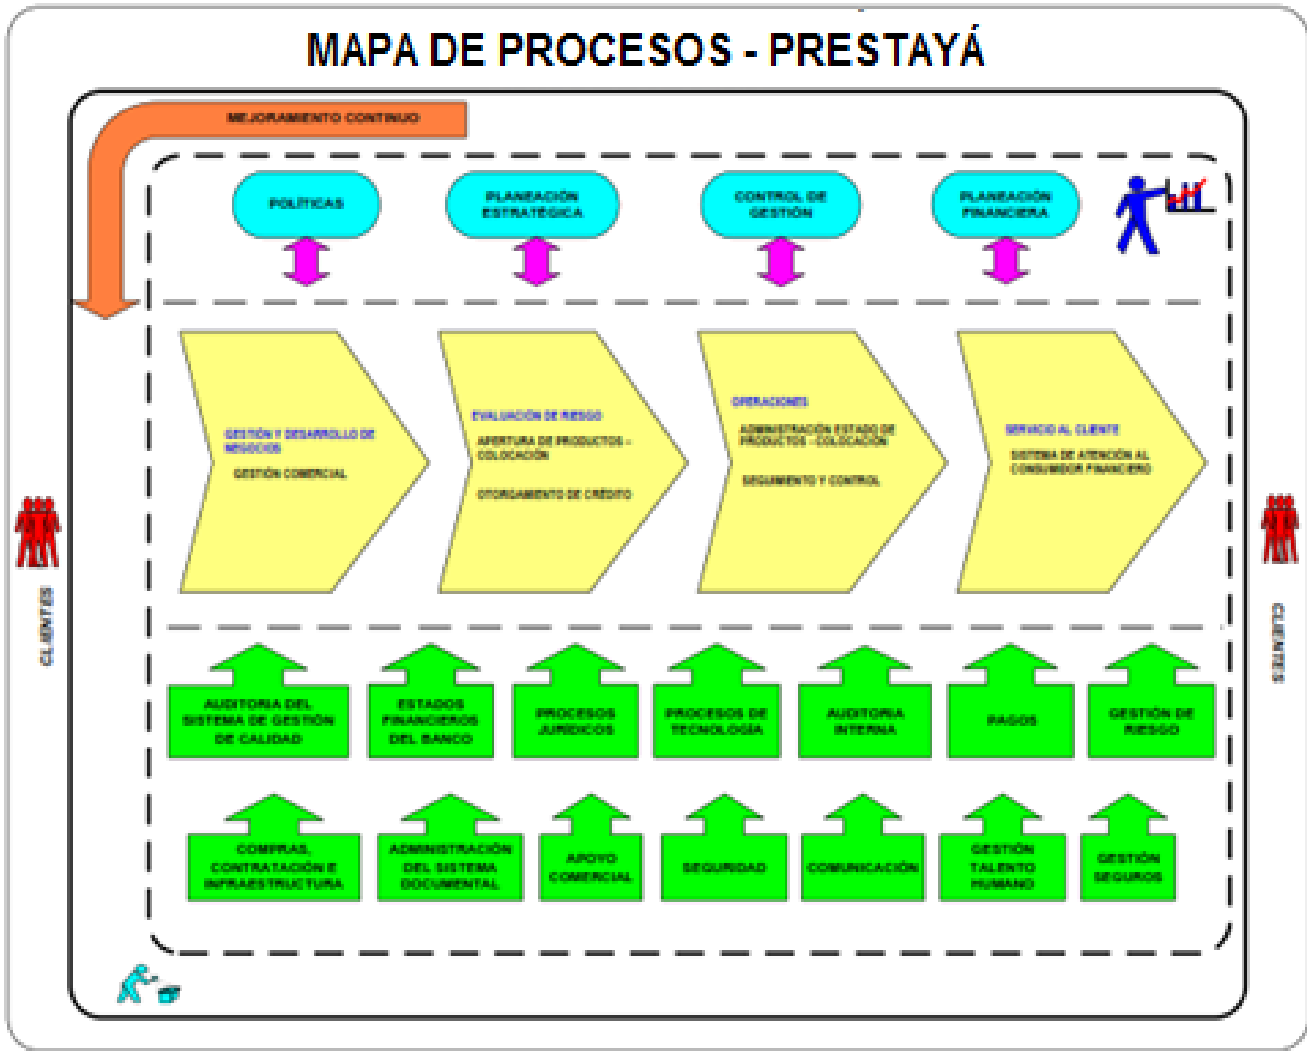 MAPA DE PROCESOS - PRESTAYÁ
MEJORAMIENTO CONTINUO
POLÍTICAS
PLANEACIÓN
ESTRATÉGICA
CONTROL DE
GESTIÓN
PLANEACIÓN
FINANCIERA
GESTIÓN Y DESARROLLO DE
NEGOCIOS
GESTIÓN COMERCIAL
EVALUACIÓN DE RIESGO
APERTURA DE PRODUCTOS –
COLOCACIÓN
OTORGAMIENTO DE CRÉDITO
OPERACIONES
ADMINISTRACIÓN ESTADO DE
PRODUCTOS - COLOCACIÓN
SEGUIMIENTO Y CONTROL
SERVICIO AL CLIENTE
SISTEMA DE ATENCIÓN AL
CONSUMIDOR FINANCIERO
CLIENTES
CLIENTES
AUDITORIA DEL
SISTEMA DE GESTIÓN
DE CALIDAD
ESTADOS
FINANCIEROS
DEL BANCO
PROCESOS
JURÍDICOS
PROCESOS DE
TECNOLOGÍA
AUDITORIA
INTERNA
PAGOS
GESTIÓN DE
RIESGO
COMPRAS,
CONTRATACIÓN E
INFRAESTRUCTURA
ADMINISTRACIÓN
DEL SISTEMA
DOCUMENTAL
APOYO
COMERCIAL
SEGURIDAD
COMUNICACIÓN
GESTIÓN
TALENTO
HUMANO
GESTIÓN
SEGUROS